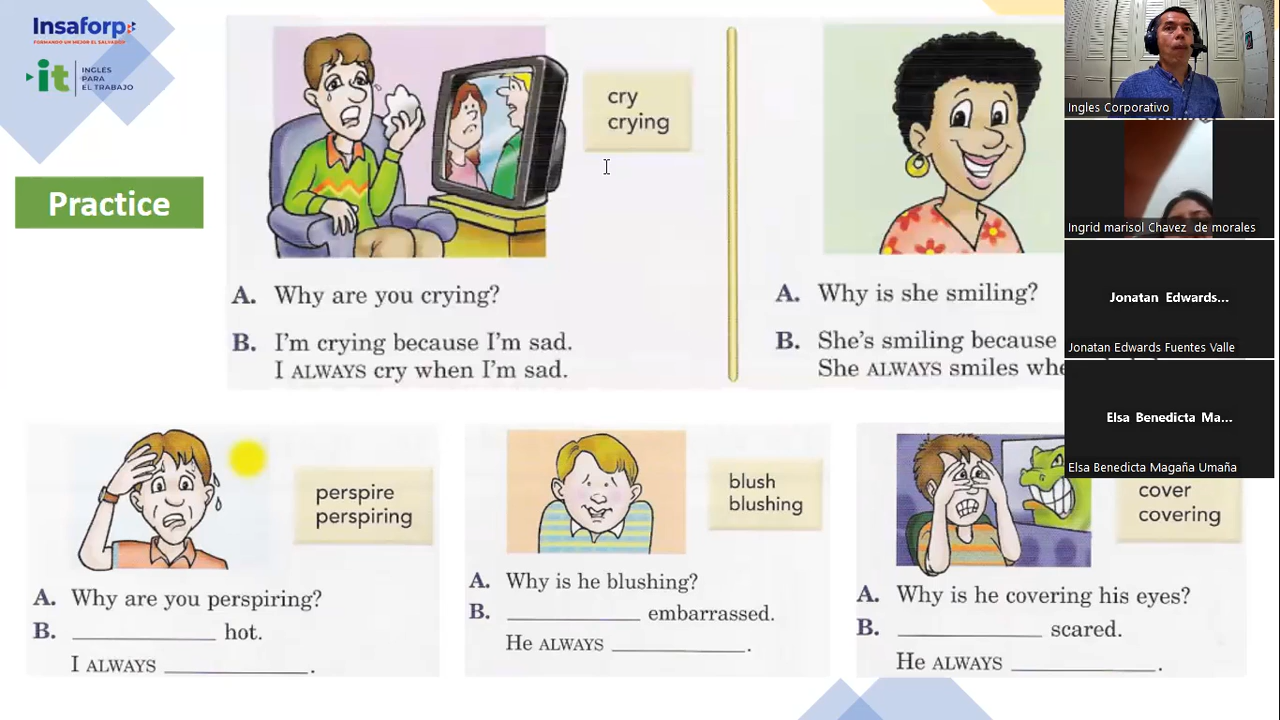 Insaforp
FORMANDO UN MEJOR EL SALVADOR
it
INGLES
PARA
EL TRABAJO
Practice
cry
crying
A. Why are you crying?
B. I'm crying because I'm sad.
I ALWAYS cry when I'm sad.
A. Why is she smiling?
B. She's smiling because
She ALWAYS smiles whe
perspire
perspiring
A. Why are you perspiring?
B. ____________ hot.
I ALWAYS ____________.
blush
blushing
A. Why is he blushing?
B. ____________ embarrassed.
He ALWAYS ____________.
cover
covering
A. Why is he covering his eyes?
B. ____________ scared.
He ALWAYS ____________.
Ingles Corporativo
Ingrid marisol Chavez de morales
Jonatan Edwards...
Jonatan Edwards Fuentes Valle
Elsa Benedicta Ma...
Elsa Benedicta Magaña Umaña